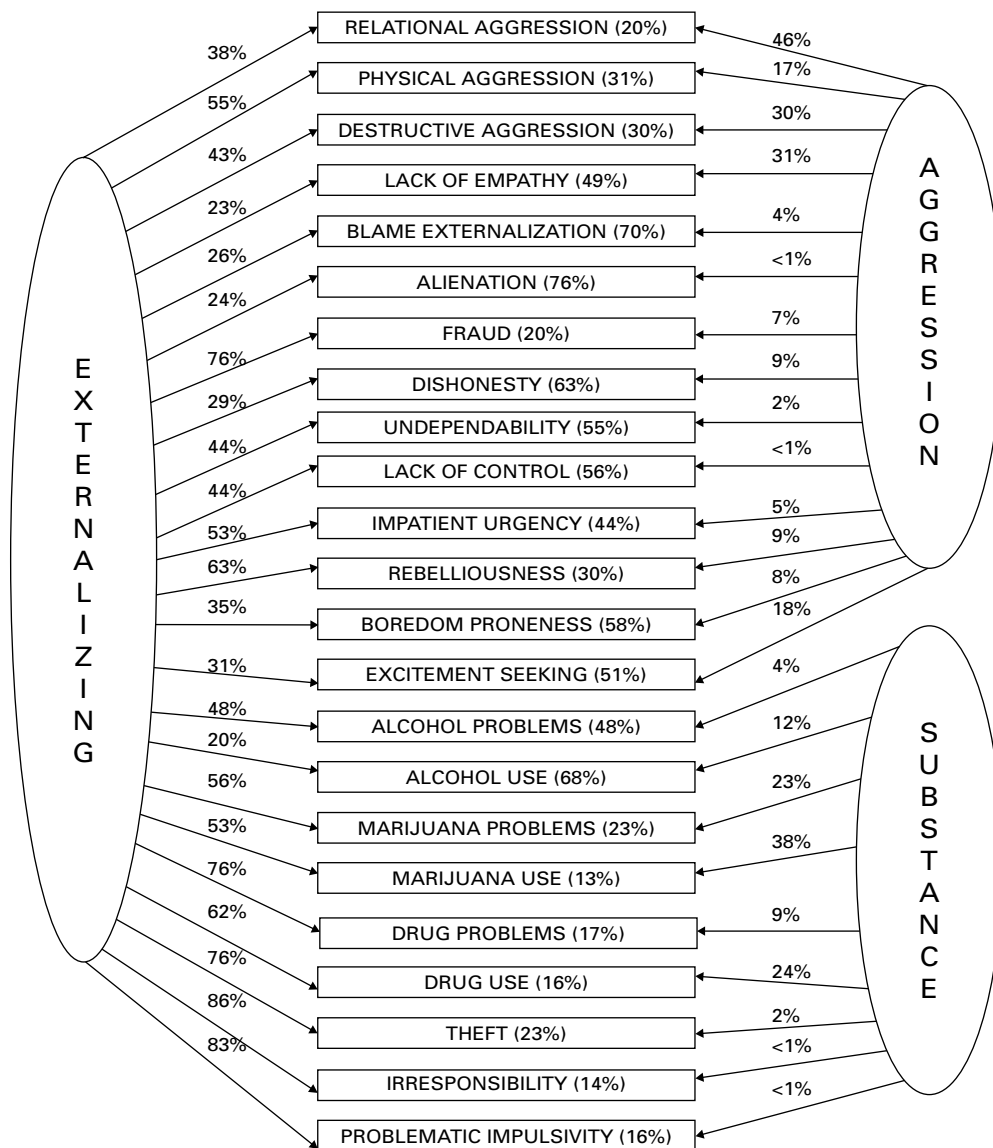 RELATIONAL AGGRESSION (20%)
38%
46%
PHYSICAL AGGRESSION (31%)
55%
17%
DESTRUCTIVE AGGRESSION (30%)
43%
30%
LACK OF EMPATHY (49%)
23%
31%
BLAME EXTERNALIZATION (70%)
26%
4%
ALIENATION (76%)
24%
<1%
FRAUD (20%)
76%
7%
DISHONESTY (63%)
29%
9%
UNDEPENDABILITY (55%)
44%
2%
LACK OF CONTROL (56%)
44%
<1%
IMPATIENT URGENCY (44%)
53%
5%
REBELLIOUSNESS (30%)
63%
9%
BOREDOM PRONENESS (58%)
35%
8%
EXCITEMENT SEEKING (51%)
31%
18%
ALCOHOL PROBLEMS (48%)
48%
4%
ALCOHOL USE (68%)
20%
12%
MARIJUANA PROBLEMS (23%)
56%
23%
MARIJUANA USE (13%)
53%
38%
DRUG PROBLEMS (17%)
76%
9%
DRUG USE (16%)
62%
24%
THEFT (23%)
76%
2%
IRRESPONSIBILITY (14%)
86%
<1%
PROBLEMATIC IMPULSIVITY (16%)
83%
<1%
EXTERNALIZING
AGGRESSION
SUBSTANCE